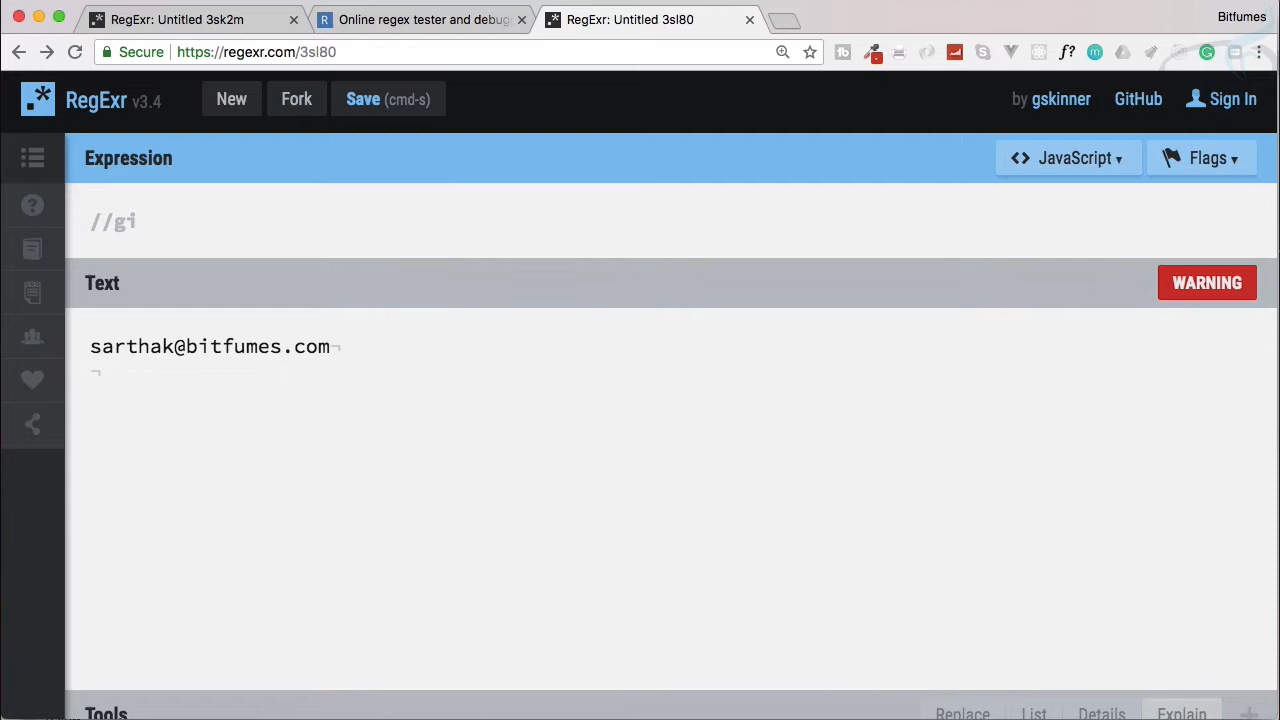 RegExr: Untitled 3sk2m
Online regex tester and debug
RegExr: Untitled 3sl80
Bitfumes
Secure https://regexr.com/3sl80
RegExr v3.4
New
Fork
Save (cmd-s)
by gskinner
GitHub
Sign In
Expression
JavaScript
Flags
//gi
Text
WARNING
sarthak@bitfumes.com
Tools
Replace
List
Details
Explain